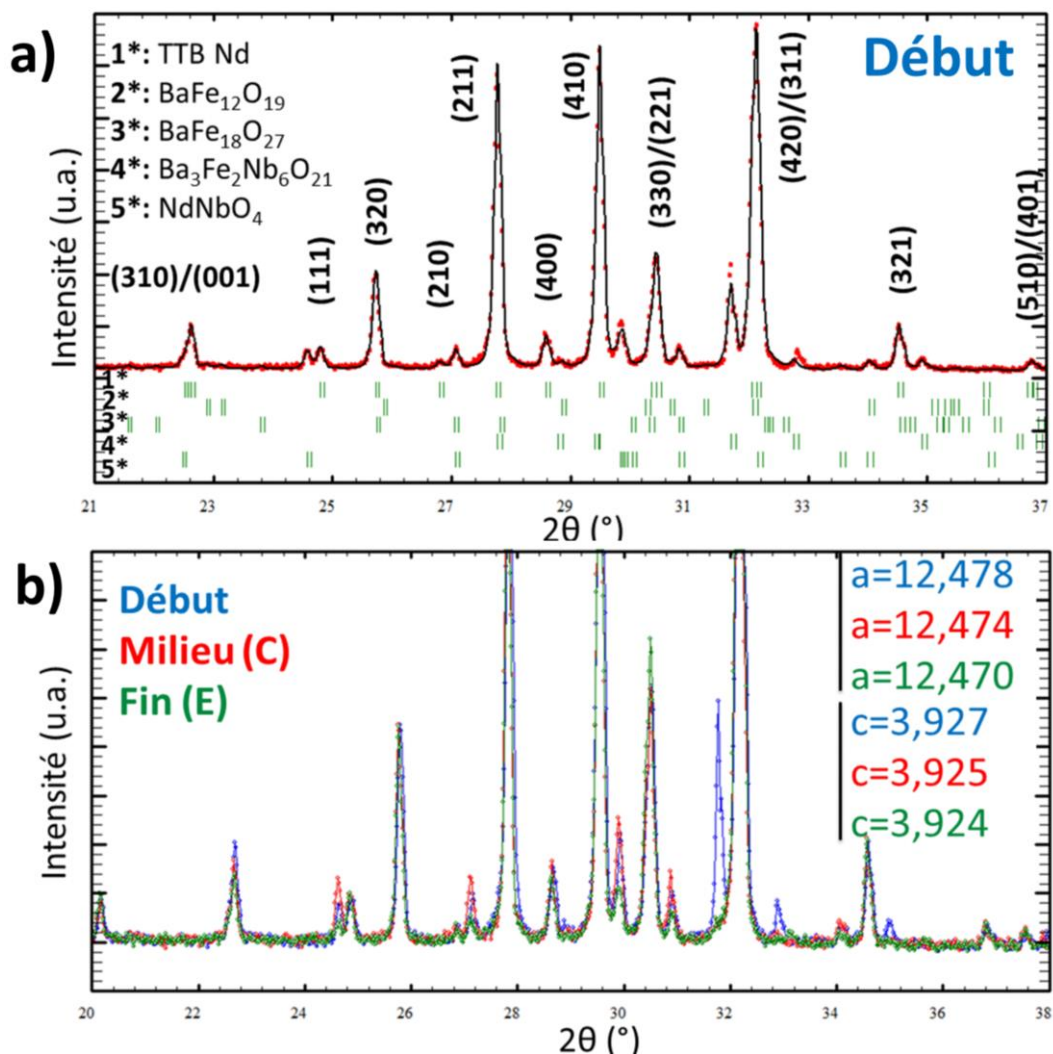 a)
Début
1*: TTB Nd
2*: BaFe₁₂O₁₉
3*: BaFe₁₈O₂₇
4*: Ba₃Fe₂Nb₆O₂₁
5*: NdNbO₄
(310)/(001)
(111)
(320)
(210)
(211)
(400)
(410)
(330)/(221)
(420)/(311)
(321)
(510)/(401)
Intensité (u.a.)
1*
2*
3*
4*
5*
21 23 25 27 29 31 33 35 37
2θ (°)
b)
Début
Milieu (C)
Fin (E)
a=12,478
a=12,474
a=12,470
c=3,927
c=3,925
c=3,924
Intensité (u.a.)
20 22 24 26 28 30 32 34 36 38
2θ (°)